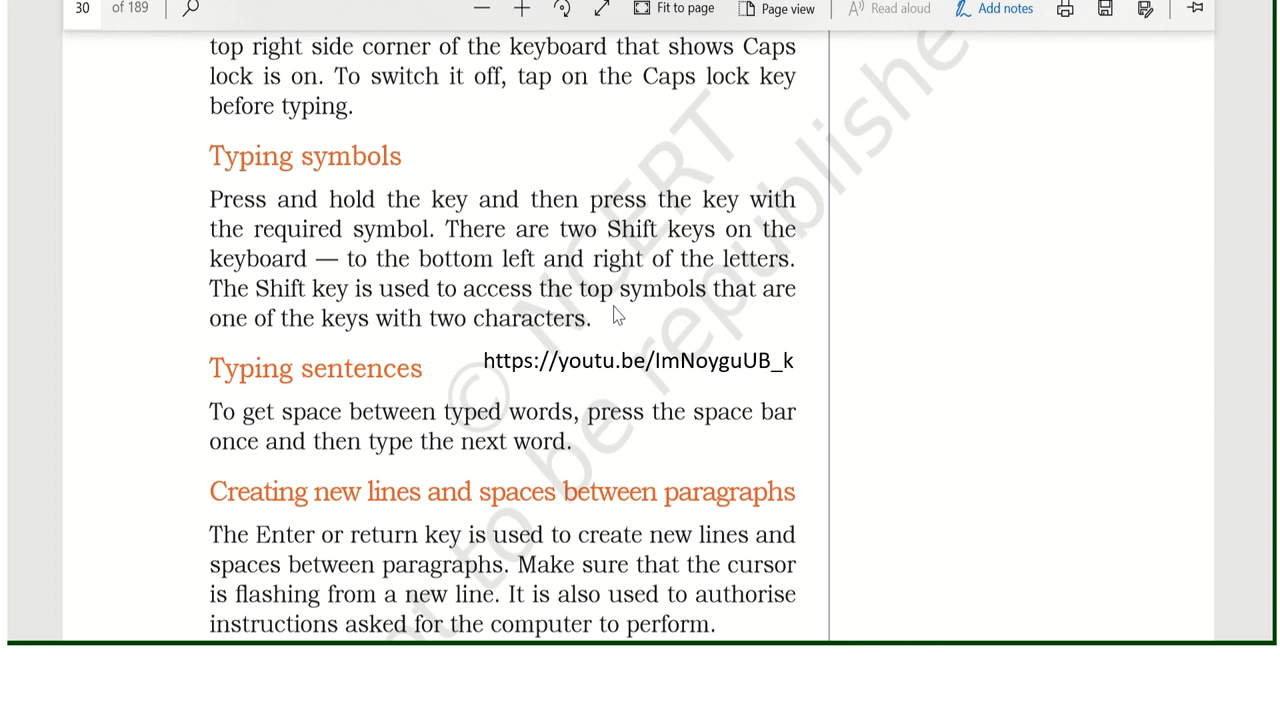 30 of 189 Fit to page Page view Read aloud Add notes
top right side corner of the keyboard that shows Caps
lock is on. To switch it off, tap on the Caps lock key
before typing.
Typing symbols
Press and hold the key and then press the key with
the required symbol. There are two Shift keys on the
keyboard — to the bottom left and right of the letters.
The Shift key is used to access the top symbols that are
one of the keys with two characters.
https://youtu.be/ImNoyguUB_k
Typing sentences
To get space between typed words, press the space bar
once and then type the next word.
Creating new lines and spaces between paragraphs
The Enter or return key is used to create new lines and
spaces between paragraphs. Make sure that the cursor
is flashing from a new line. It is also used to authorise
instructions asked for the computer to perform.
© NCERT
to be republishe